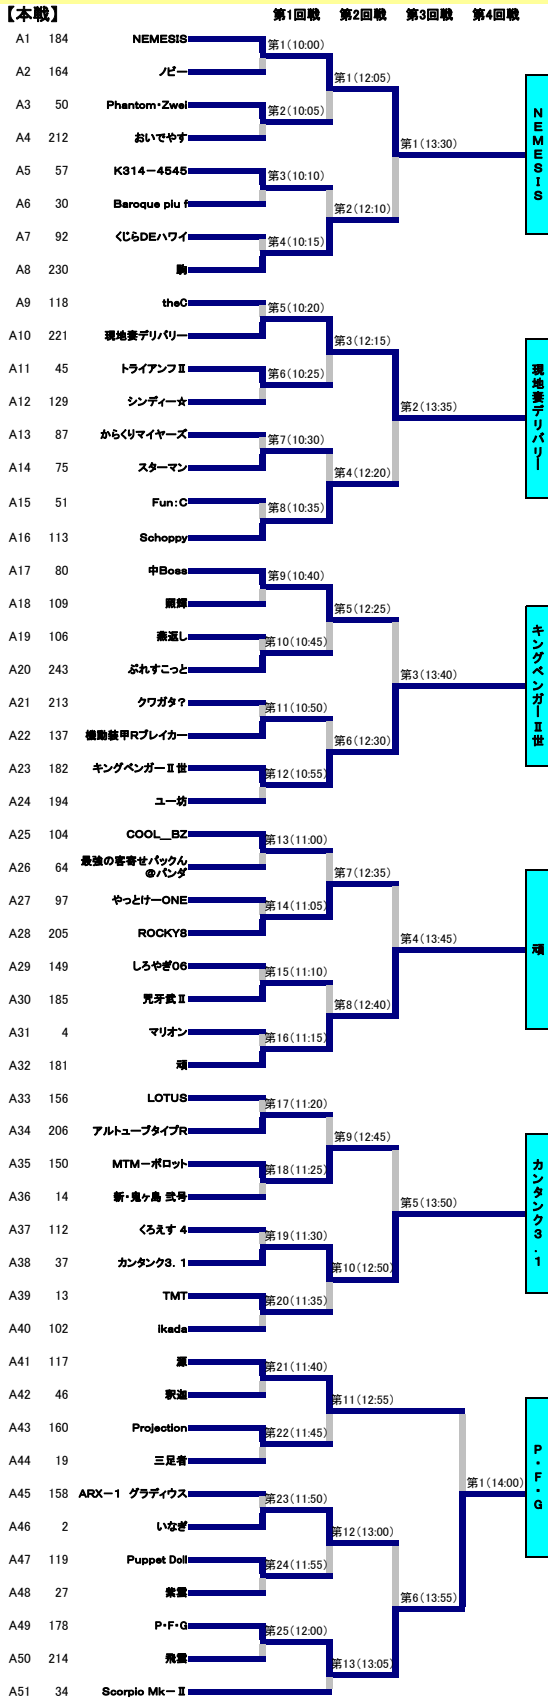 【本戦】 第1回戦 第2回戦 第3回戦 第4回戦
A1 184 NEMESIS
第1(10:00)
A2 164 ノビー
第1(12:05)
A3 50 Phantom・Zwei
第2(10:05)
A4 212 おいでやす
第1(13:30)
NEMESIS
A5 57 K314－4545
第3(10:10)
A6 30 Baroque piu f
第2(12:10)
A7 92 くじらDEハワイ
第4(10:15)
A8 230 駒
A9 118 theC
第5(10:20)
A10 221 現地妻デリバリー
第3(12:15)
A11 45 トライアンフⅡ
第6(10:25)
A12 129 シンディー☆
第2(13:35)
現地妻デリバリー
A13 87 からくりマイヤーズ
第7(10:30)
A14 75 スターマン
第4(12:20)
A15 51 Fun:C
第8(10:35)
A16 113 Schoppy
A17 80 中Boss
第9(10:40)
A18 109 照輝
第5(12:25)
A19 106 燕返し
第10(10:45)
A20 243 ぷれすこっと
第3(13:40)
キングペンガーⅡ世
A21 213 クワガタ？
第11(10:50)
A22 137 機動装甲Rブレイカー
第6(12:30)
A23 182 キングペンガーⅡ世
第12(10:55)
A24 194 ユー坊
A25 104 COOL__BZ
第13(11:00)
A26 64 最強の客寄せパックん
@パンダ
第7(12:35)
A27 97 やっとけーONE
第14(11:05)
A28 205 ROCKY8
第4(13:45)
頑
A29 149 しろやぎ06
第15(11:10)
A30 185 児牙武Ⅱ
第8(12:40)
A31 4 マリオン
第16(11:15)
A32 181 頑
A33 156 LOTUS
第17(11:20)
A34 206 アルトューブタイプR
第9(12:45)
A35 150 MTM－ボロット
第18(11:25)
A36 14 新・鬼ヶ島 弐号
第5(13:50)
カンタンク3．1
A37 112 くろえす 4
第19(11:30)
A38 37 カンタンク3．1
第10(12:50)
A39 13 TMT
第20(11:35)
A40 102 ikada
A41 117 源
第21(11:40)
A42 46 釈迦
第11(12:55)
A43 160 Projection
第22(11:45)
A44 19 三足者
第1(14:00)
P・F・G
A45 158 ARX－1 グラディウス
第23(11:50)
A46 2 いなぎ
第12(13:00)
A47 119 Puppet Doll
第24(11:55)
A48 27 紫雲
第6(13:55)
A49 178 P・F・G
第25(12:00)
A50 214 飛雲
第13(13:05)
A51 34 Scorpio Mk－Ⅱ